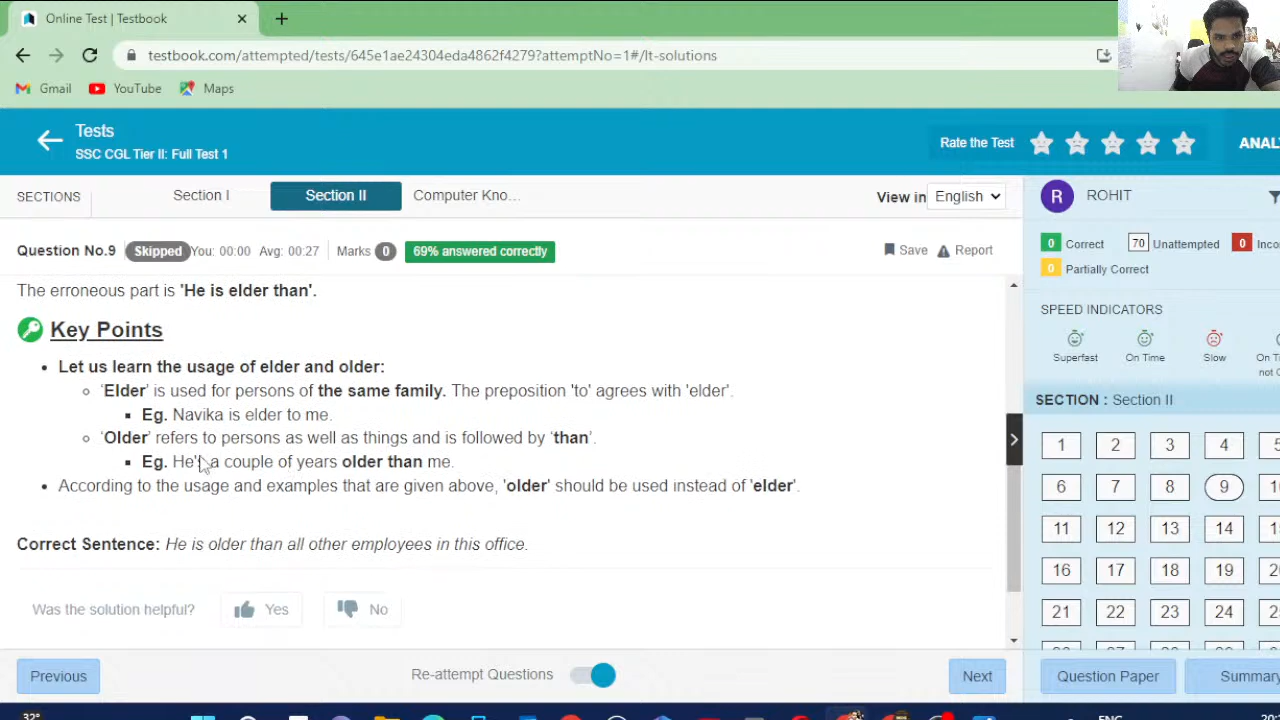 Online Test | Testbook
testbook.com/attempted/tests/645e1ae24304eda4862f4279?attemptNo=1#/lt-solutions
Gmail YouTube Maps
Tests
SSC CGL Tier II: Full Test 1
Rate the Test
SECTIONS Section I Section II Computer Kno... View in English
ROHIT
Question No.9 Skipped You: 00:00 Avg: 00:27 Marks 0 69% answered correctly Save Report
0 Correct 70 Unattempted 0
0 Partially Correct
The erroneous part is 'He is elder than'.
Key Points
Let us learn the usage of elder and older:
‘Elder’ is used for persons of the same family. The preposition 'to' agrees with 'elder'.
Eg. Navika is elder to me.
‘Older’ refers to persons as well as things and is followed by ‘than’.
Eg. He's a couple of years older than me.
According to the usage and examples that are given above, 'older' should be used instead of 'elder'.
Correct Sentence: He is older than all other employees in this office.
Was the solution helpful? Yes No
Previous Re-attempt Questions Next
SPEED INDICATORS
Superfast On Time Slow
SECTION : Section II
1 2 3 4 5
6 7 8 9
11 12 13 14
16 17 18 19
21 22 23 24
Question Paper Summary
32°
ENG